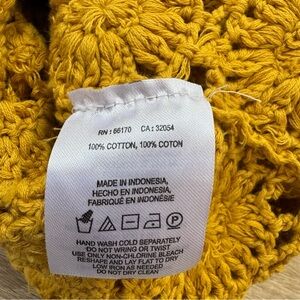 RN: 66170 CA: 32054
100% COTTON, 100% COTON
MADE IN INDONESIA,
HECHO EN INDONESIA,
FABRIQUÉ EN INDONÉSIE
HAND WASH COLD SEPARATELY
DO NOT WRING OR TWIST
USE ONLY NON-CHLORINE BLEACH
RESHAPE AND LAY FLAT TO DRY
LOW IRON AS NEEDED
DO NOT DRY CLEAN